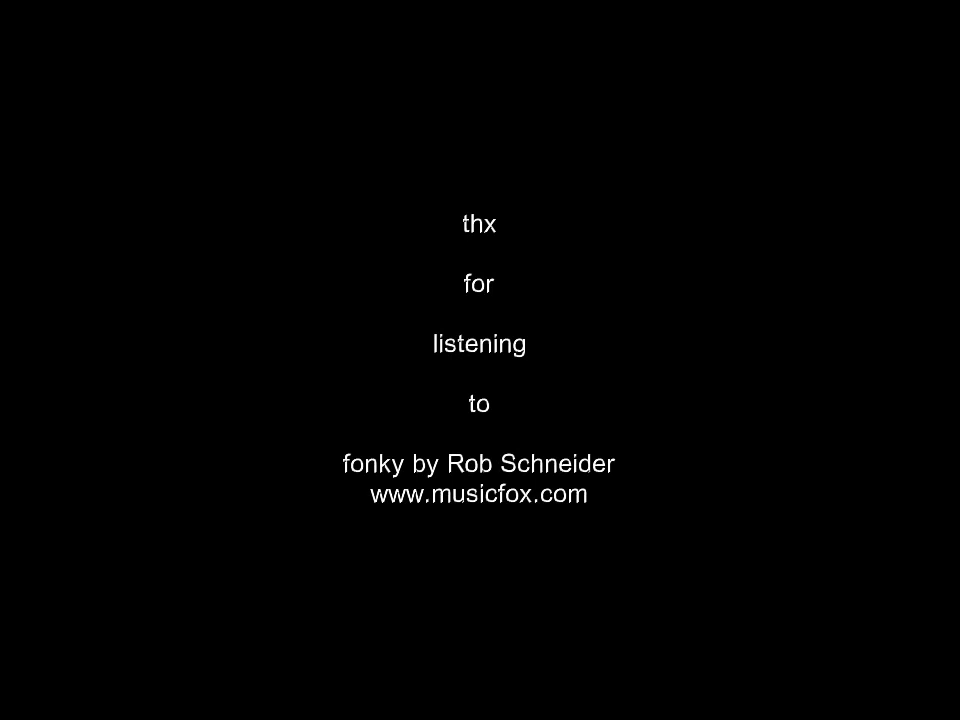 thx
for
listening
to
fonky by Rob Schneider
www.musicfox.com